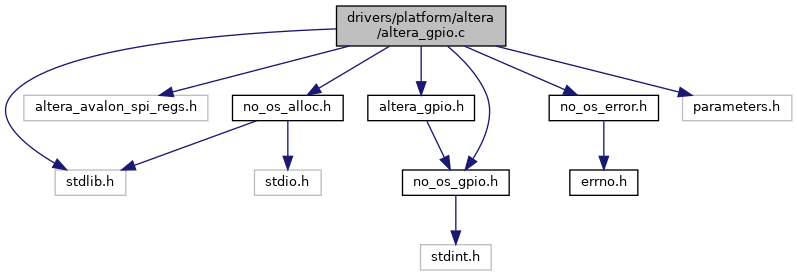 drivers/platform/altera
/altera_gpio.c
altera_avalon_spi_regs.h
no_os_alloc.h
altera_gpio.h
no_os_error.h
parameters.h
stdlib.h
stdio.h
no_os_gpio.h
errno.h
stdint.h